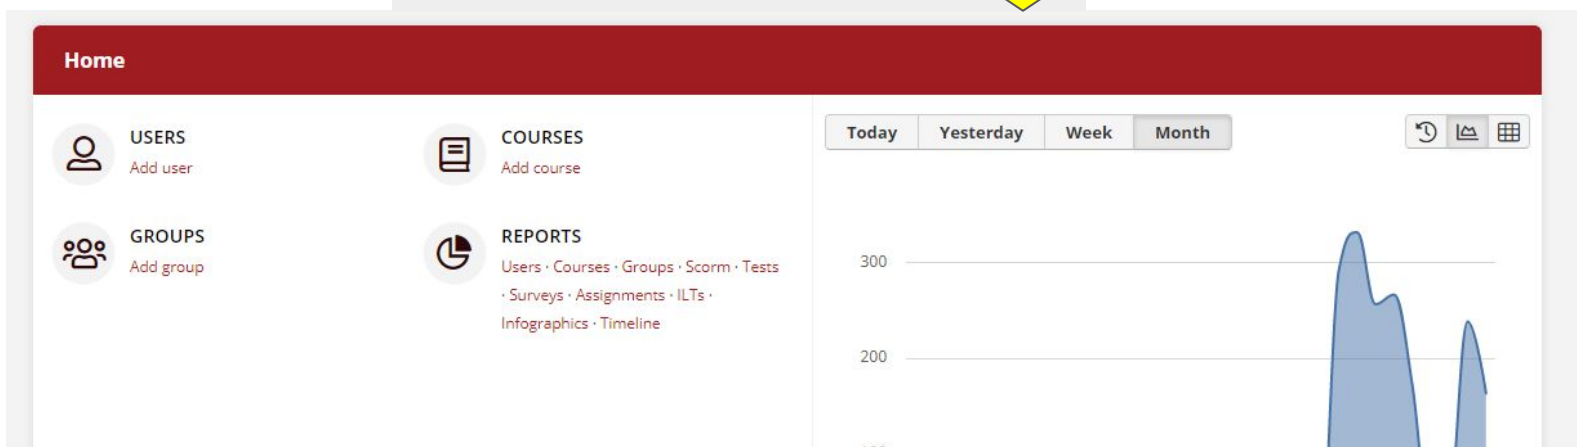 Home
USERS
Add user
COURSES
Add course
GROUPS
Add group
REPORTS
Users · Courses · Groups · Scorm · Tests
· Surveys · Assignments · ILTs ·
Infographics · Timeline
Today Yesterday Week Month
300
200